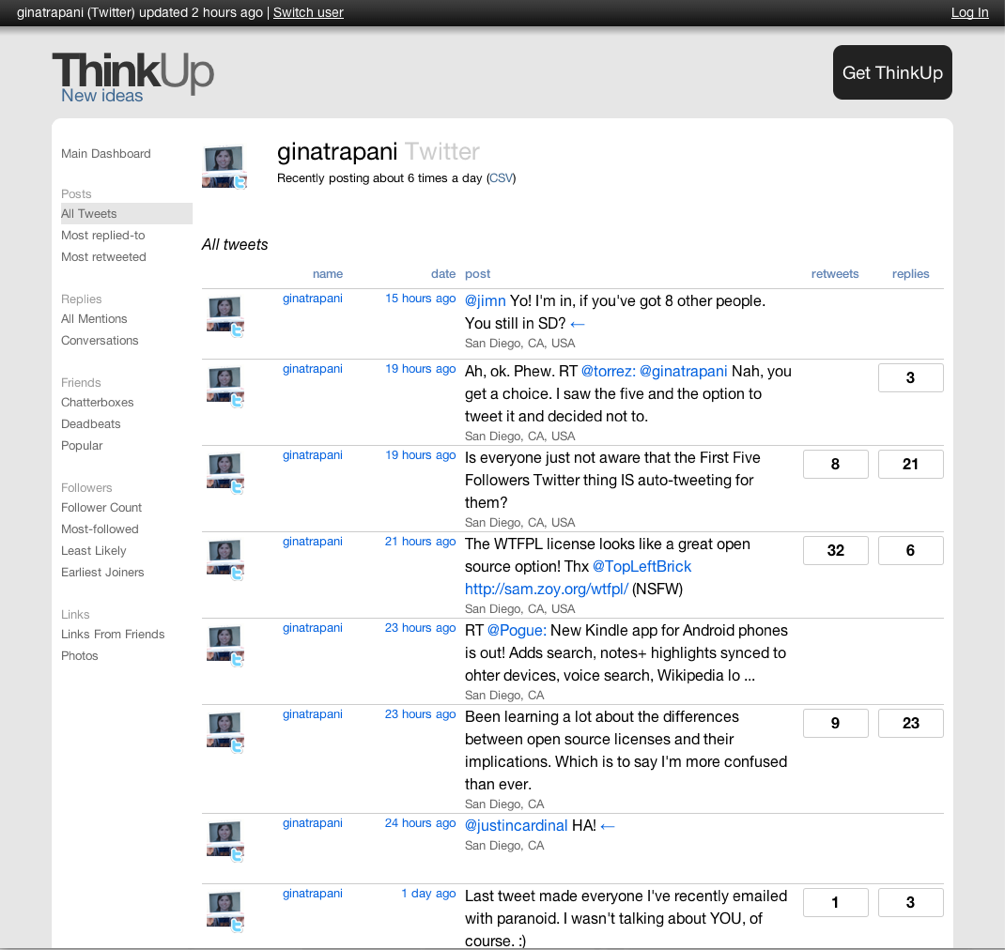 ginatrapani (Twitter) updated 2 hours ago | Switch user
Log In
ThinkUp
New ideas
Get ThinkUp
Main Dashboard
Posts
All Tweets
Most replied-to
Most retweeted
Replies
All Mentions
Conversations
Friends
Chatterboxes
Deadbeats
Popular
Followers
Follower Count
Most-followed
Least Likely
Earliest Joiners
Links
Links From Friends
Photos
ginatrapani Twitter
Recently posting about 6 times a day (CSV)
All tweets
name date post retweets replies
ginatrapani 15 hours ago @jimn Yo! I'm in, if you've got 8 other people.
You still in SD? ←
San Diego, CA, USA
ginatrapani 19 hours ago Ah, ok. Phew. RT @torrez: @ginatrapani Nah, you 3
get a choice. I saw the five and the option to
tweet it and decided not to.
San Diego, CA, USA
ginatrapani 19 hours ago Is everyone just not aware that the First Five 8 21
Followers Twitter thing IS auto-tweeting for
them?
San Diego, CA, USA
ginatrapani 21 hours ago The WTFPL license looks like a great open 32 6
source option! Thx @TopLeftBrick
http://sam.zoy.org/wtfpl/ (NSFW)
San Diego, CA, USA
ginatrapani 23 hours ago RT @Pogue: New Kindle app for Android phones
is out! Adds search, notes+ highlights synced to
ohter devices, voice search, Wikipedia lo ...
San Diego, CA
ginatrapani 23 hours ago Been learning a lot about the differences 9 23
between open source licenses and their
implications. Which is to say I'm more confused
than ever.
San Diego, CA
ginatrapani 24 hours ago @justincardinal HA! ←
San Diego, CA
ginatrapani 1 day ago Last tweet made everyone I've recently emailed 1 3
with paranoid. I wasn't talking about YOU, of
course. :)